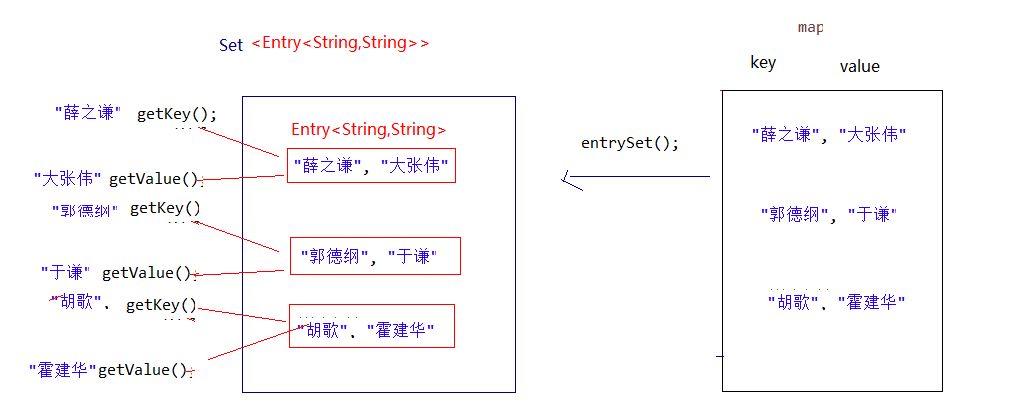 map
Set <Entry<String,String>>
key value
"薛之谦" getKey();
Entry<String,String>
"薛之谦", "大张伟"
"大张伟" getValue();
"郭德纲" getKey()
"郭德纲", "于谦"
"于谦" getValue();
"胡歌". getKey()
"胡歌". "霍建华"
"霍建华"getValue();
entrySet();
"薛之谦", "大张伟"
"郭德纲", "于谦"
"胡歌". "霍建华"